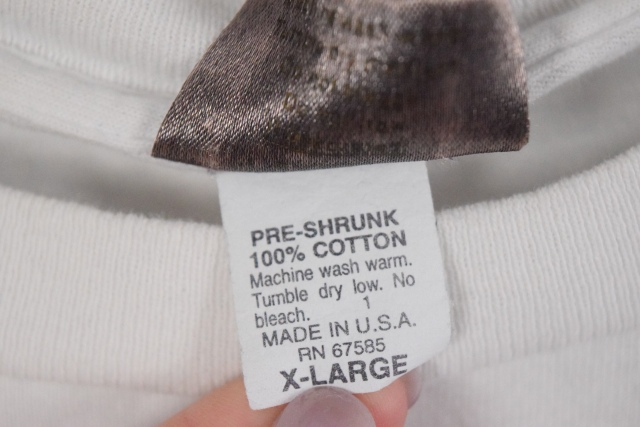 PRE-SHRUNK
100% COTTON
Machine wash warm.
Tumble dry low. No
bleach. 1
MADE IN U.S.A.
RN 67585
X-LARGE